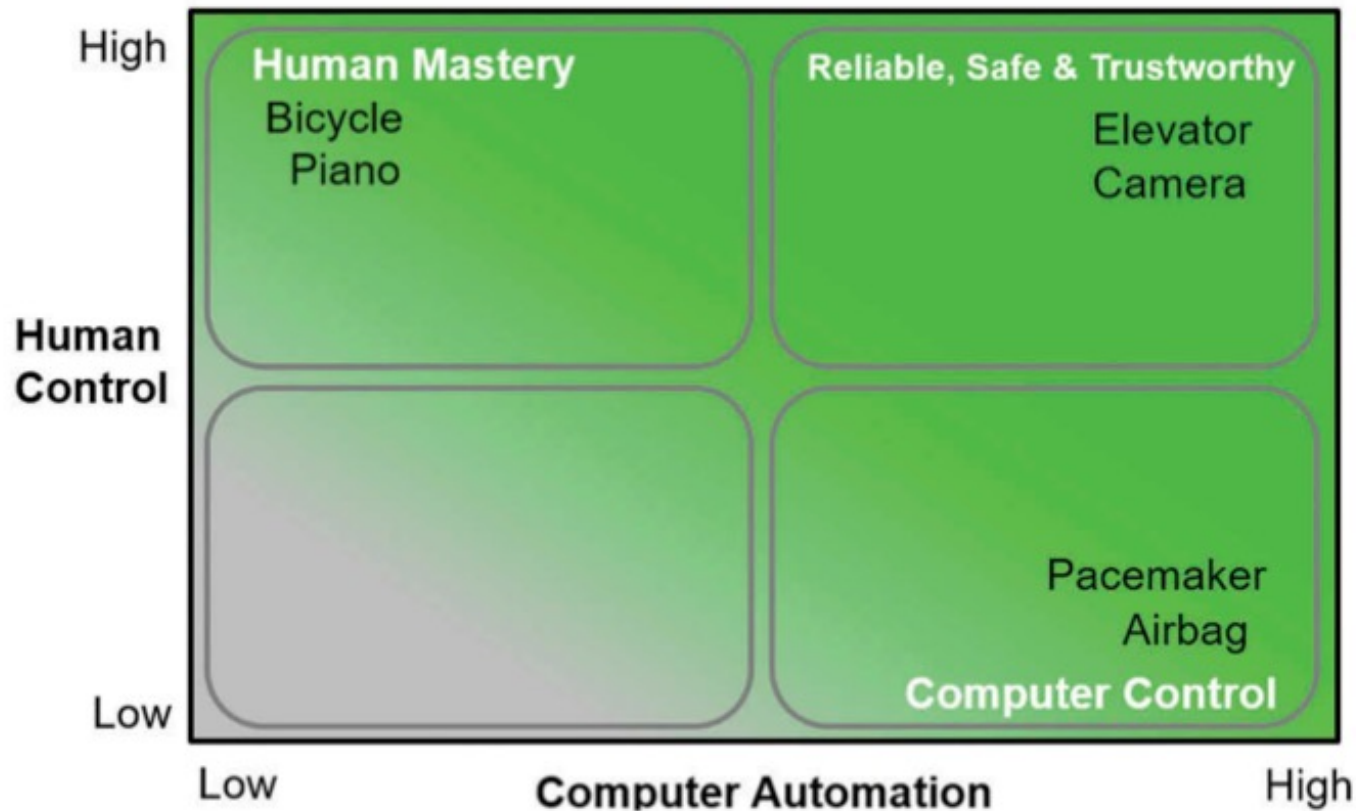 High
Human Mastery
Bicycle
Piano
Reliable, Safe & Trustworthy
Elevator
Camera
Human
Control
Pacemaker
Airbag
Computer Control
Low
Low
Computer Automation
High